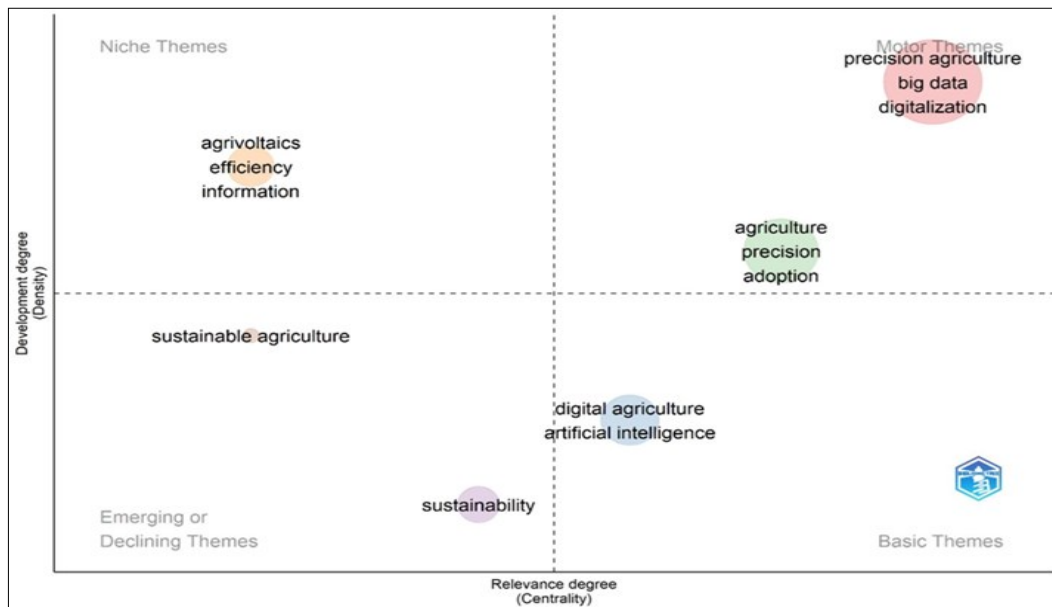 Niche Themes
Motor Themes
precision agriculture
big data
digitalization
agrivoltaics
efficiency
information
agriculture
precision
adoption
Development degree
(Density)
sustainable agriculture
digital agriculture
artificial intelligence
sustainability
Emerging or
Declining Themes
Basic Themes
Relevance degree
(Centrality)